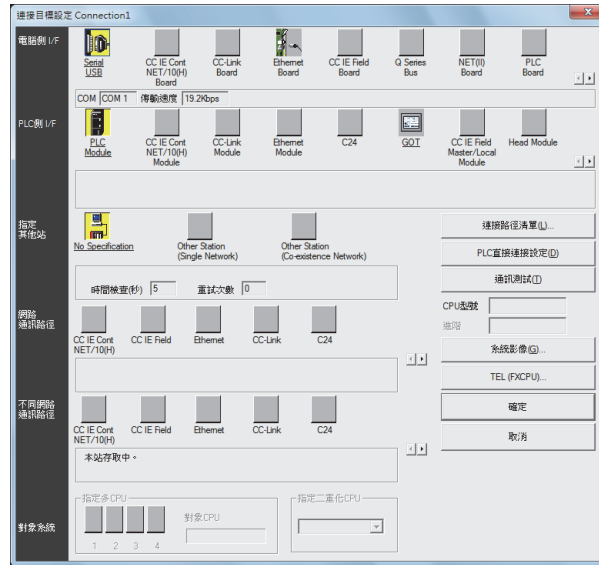 連接目標設定 Connection1
電腦側 I/F
Serial
USB
CC IE Cont
NET/10(H)
Board
CC-Link
Board
Ethernet
Board
CC IE Field
Board
Q Series
Bus
NET(II)
Board
PLC
Board
COM COM 1 傳輸速度 19.2Kbps
PLC側 I/F
PLC
Module
CC IE Cont
NET/10(H)
Module
CC-Link
Module
Ethernet
Module
C24
GOT
CC IE Field
Master/Local
Module
Head Module
指定
其他站
No Specification
Other Station
(Single Network)
Other Station
(Co-existence Network)
時間檢查(秒) 5 重試次數 0
網路
通訊路徑
CC IE Cont
NET/10(H)
CC IE Field
Ethernet
CC-Link
C24
不同網路
通訊路徑
CC IE Cont
NET/10(H)
CC IE Field
Ethernet
CC-Link
C24
本站存取中。
對象系統
指定多CPU
1 2 3 4
對象CPU
指定二重化CPU
連接路徑清單(L)...
PLC直接連接設定(D)
通訊測試(T)
CPU型號
進階
系統影像(G)...
TEL (FXCPU)...
確定
取消